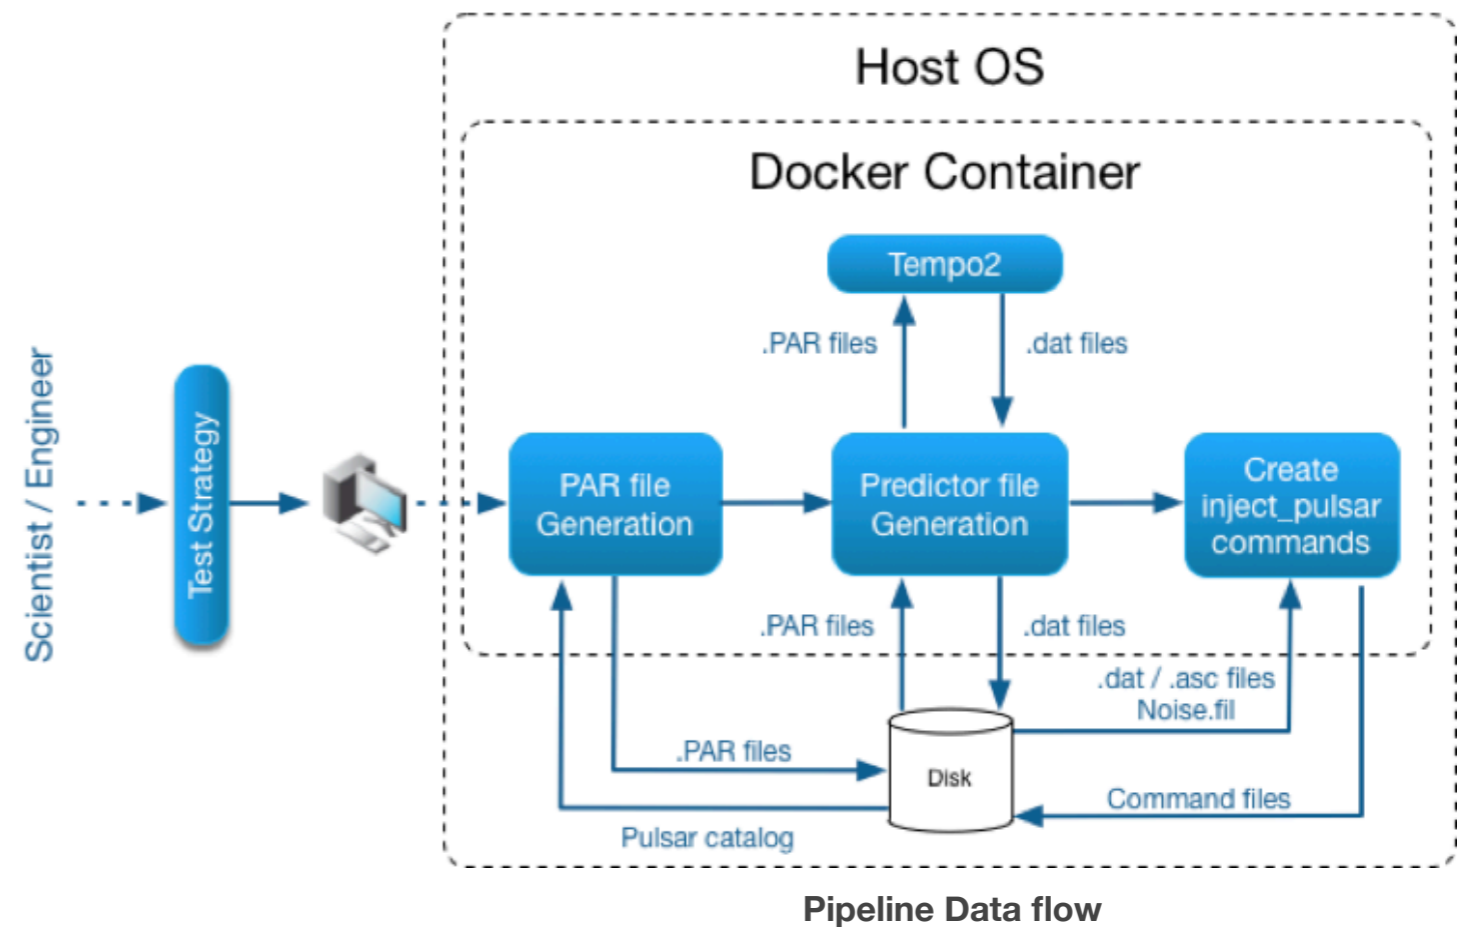 Host OS
Docker Container
Tempo2
.PAR files
.dat files
Scientist / Engineer
Test Strategy
PAR file
Generation
Predictor file
Generation
Create
inject_pulsar
commands
.PAR files
.dat files
.dat / .asc files
Noise.fil
.PAR files
Disk
Command files
Pulsar catalog
Pipeline Data flow